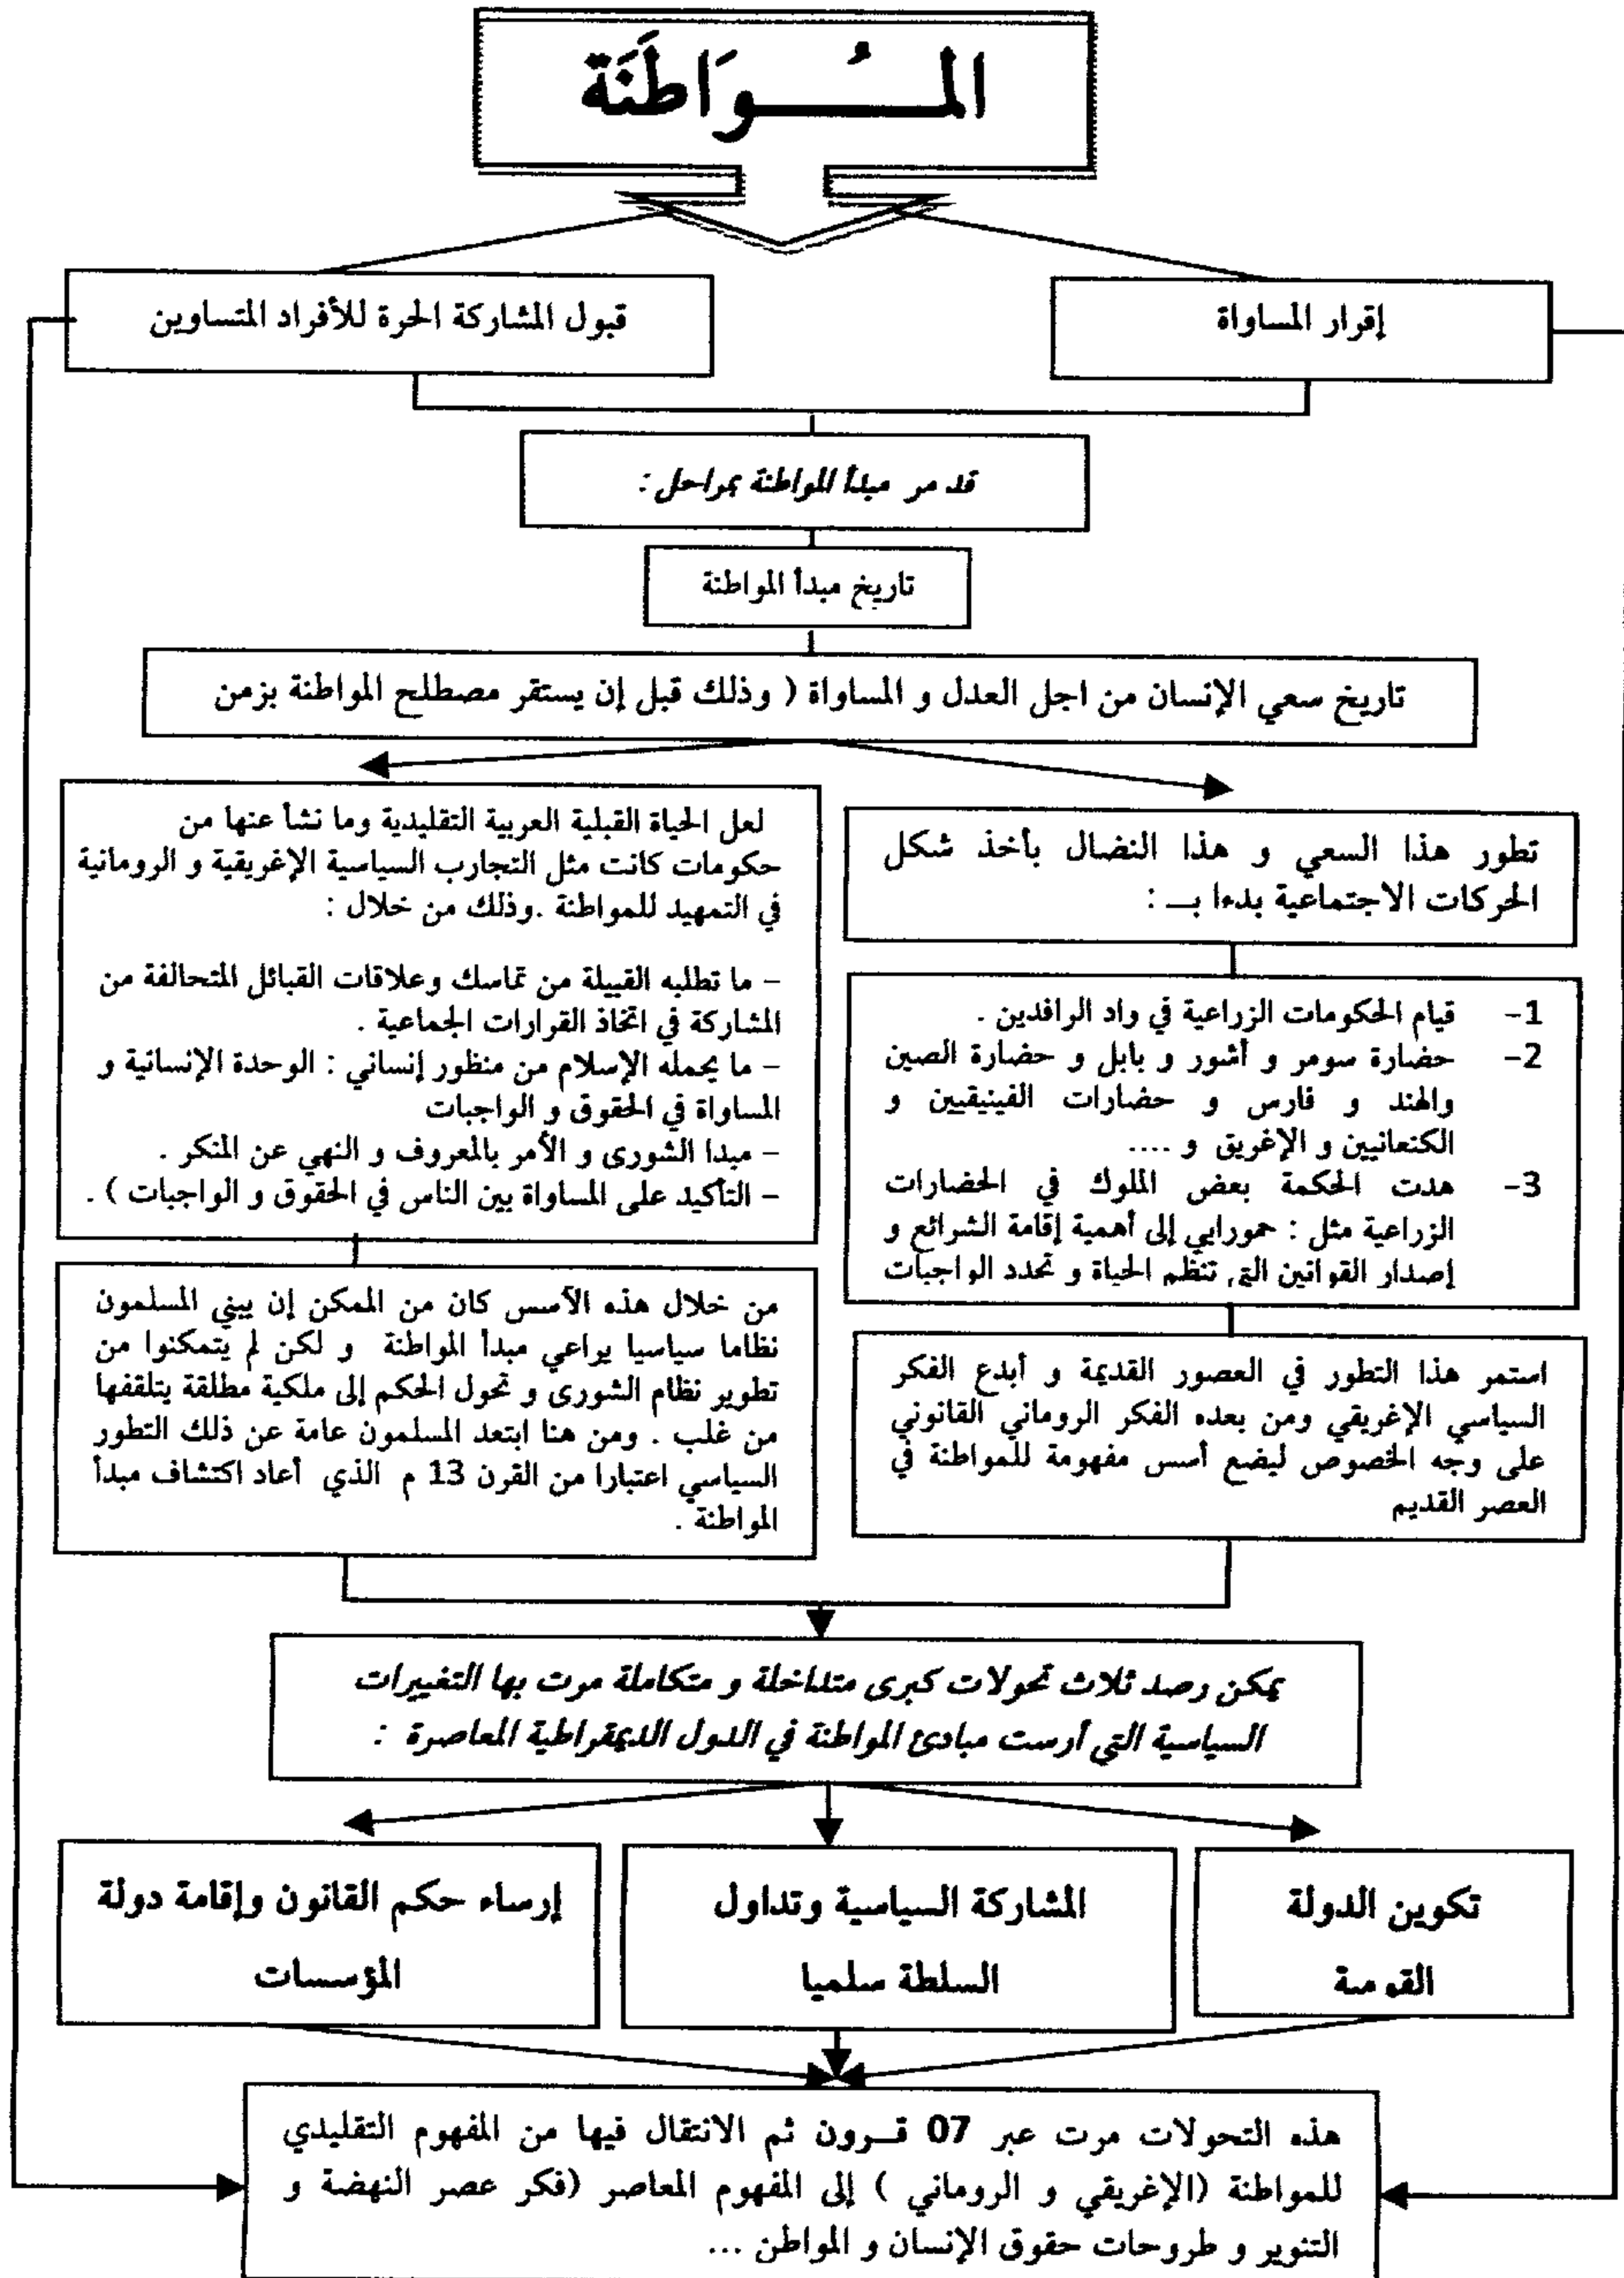 المـــــُـــوَاطَنَة
إقرار المساواة
قبول المشاركة الحرة للأفراد المتساوين
قد مر مبدأ المواطنة بمراحل :
تاريخ مبدأ المواطنة
تاريخ سعي الإنسان من اجل العدل و المساواة ( وذلك قبل إن يستقر مصطلح المواطنة بزمن
تطور هذا السعي و هذا النضال بأخذ شكل
الحركات الاجتماعية بدءا بــ :
1- قيام الحكومات الزراعية في واد الرافدين .
2- حضارة سومر و أشور و بابل و حضارة الصين
والهند و فارس و حضارات الفينيقيين و
الكنعانيين و الإغريق و ....
3- هدت الحكمة بعض الملوك في الحضارات
الزراعية مثل : حمورابي إلى أهمية إقامة الشرائع و
إصدار القوانين التي تنظم الحياة و تحدد الواجبات
استمر هذا التطور في العصور القديمة و أبدع الفكر
السياسي الإغريقي ومن بعده الفكر الروماني القانوني
على وجه الخصوص ليضع أسس مفهومة للمواطنة في
العصر القديم
لعل الحياة القبلية العربية التقليدية وما نشأ عنها من
حكومات كانت مثل التجارب السياسية الإغريقية و الرومانية
في التمهيد للمواطنة .وذلك من خلال :
– ما تطلبه القبيلة من تماسك وعلاقات القبائل المتحالفة من
المشاركة في اتخاذ القرارات الجماعية .
– ما يحمله الإسلام من منظور إنساني : الوحدة الإنسانية و
المساواة في الحقوق و الواجبات
– مبدا الشورى و الأمر بالمعروف و النهي عن المنكر .
– التأكيد على المساواة بين الناس في الحقوق و الواجبات ) .
من خلال هذه الآسس كان من الممكن إن يبني المسلمون
نظاما سياسيا يراعي مبدأ المواطنة و لكن لم يتمكنوا من
تطوير نظام الشورى و تحول الحكم إلى ملكية مطلقة يتلقفها
من غلب . ومن هنا ابتعد المسلمون عامة عن ذلك التطور
السياسي اعتبارا من القرن 13 م الذي أعاد اكتشاف مبدأ
المواطنة .
يمكن رصد ثلاث تحولات كبرى متداخلة و متكاملة مرت بها التغييرات
السياسية التي أرست مبادئ المواطنة في الدول الديمقراطية المعاصرة :
تكوين الدولة
القومية
المشاركة السياسية وتداول
السلطة سلميا
إرساء حكم القانون وإقامة دولة
المؤسسات
هذه التحولات مرت عبر 07 قــرون ثم الانتقال فيها من المفهوم التقليدي
للمواطنة (الإغريقي و الروماني ) إلى المفهوم المعاصر (فكر عصر النهضة و
التنوير و طروحات حقوق الإنسان و المواطن ...